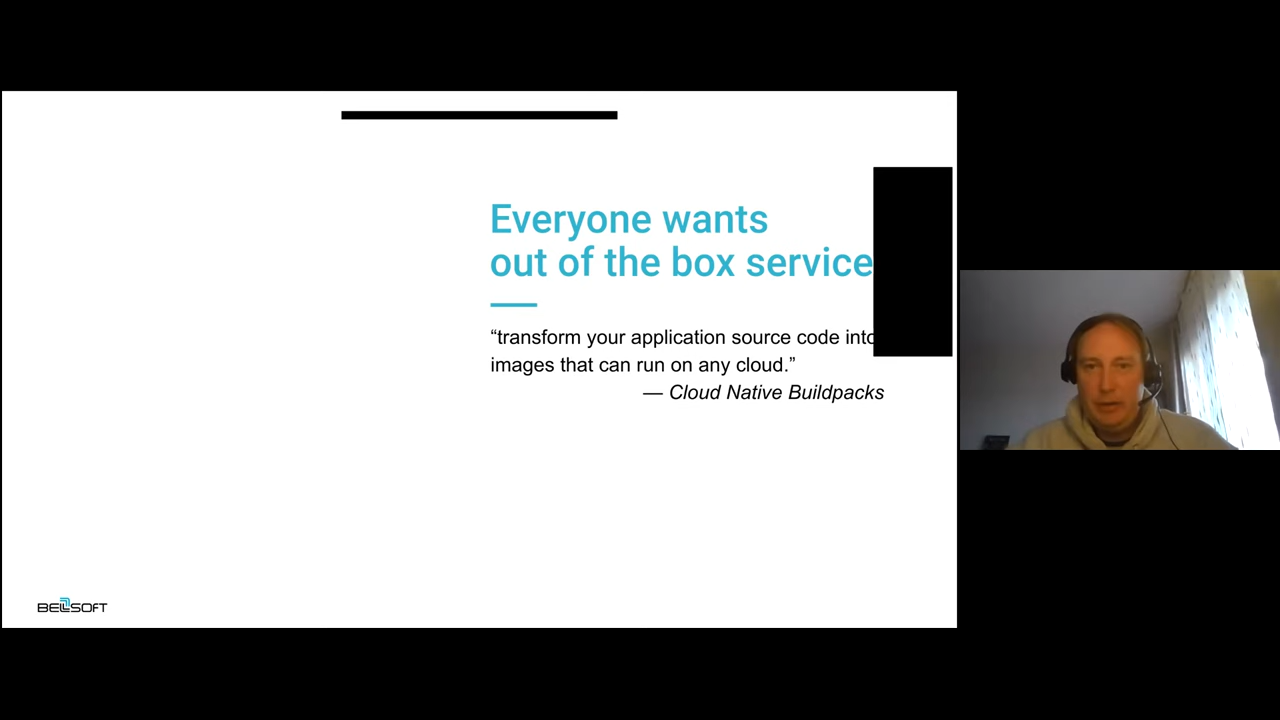 Everyone wants
out of the box service
“transform your application source code into
images that can run on any cloud.”
— Cloud Native Buildpacks
BELLSOFT